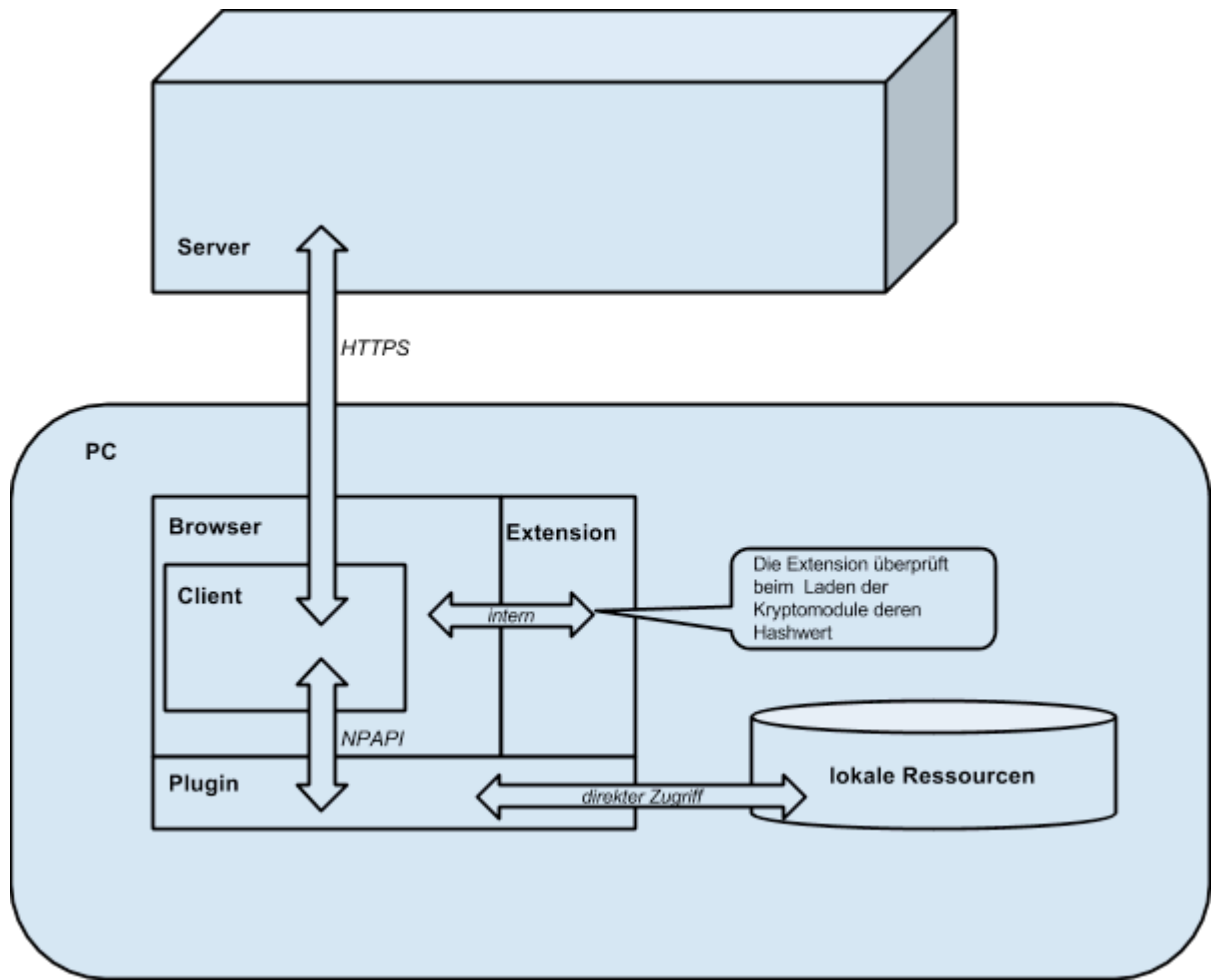 Server
HTTPS
PC
Browser
Extension
Client
intern
Die Extension überprüft
beim Laden der
Kryptomodule deren
Hashwert
NPAPI
Plugin
direkter Zugriff
lokale Ressourcen